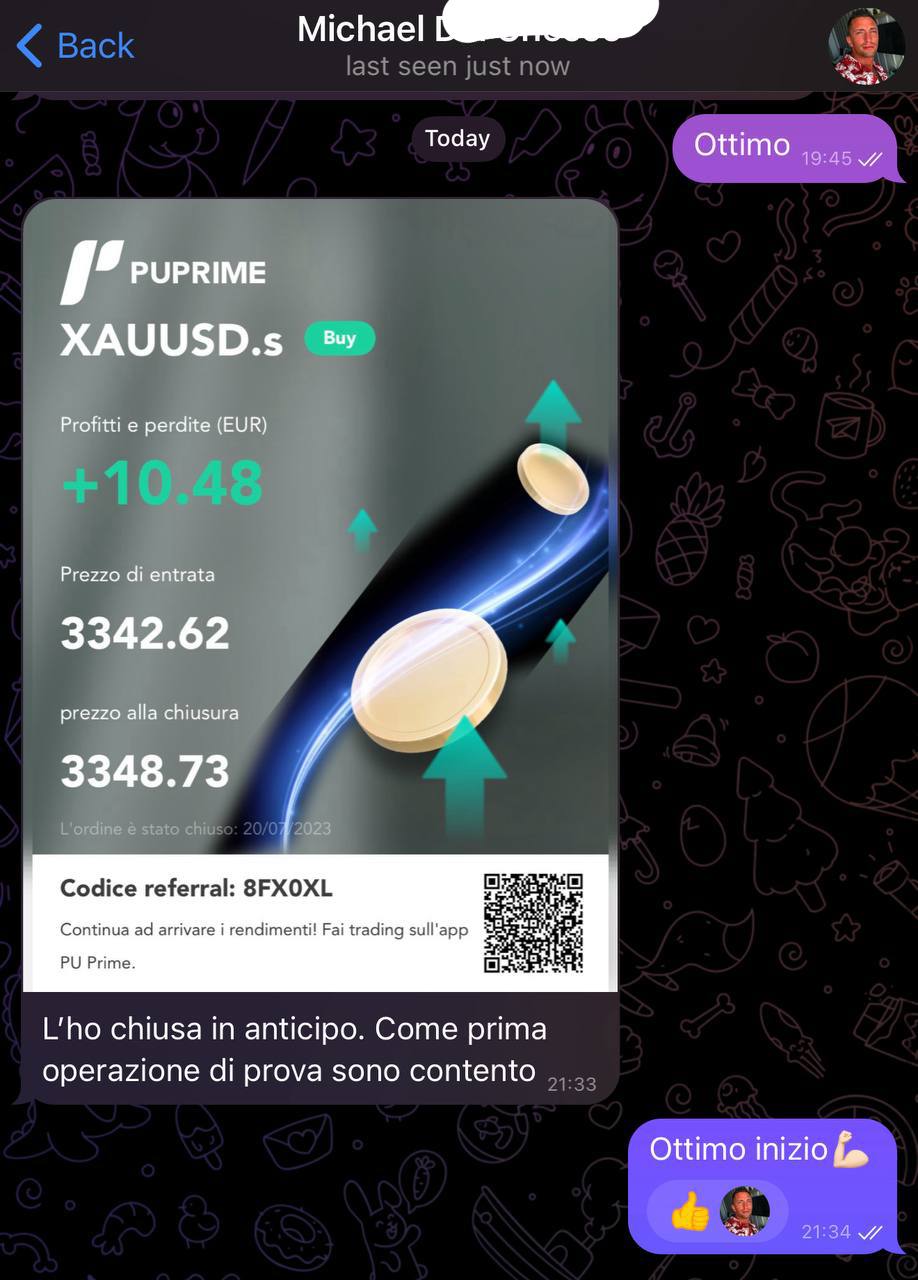 Back
Michael
last seen just now
Today
Ottimo 19:45
PUPRIME
XAUUSD.s Buy
Profitti e perdite (EUR)
+10.48
Prezzo di entrata
3342.62
prezzo alla chiusura
3348.73
L'ordine è stato chiuso: 20/07/2023
Codice referral: 8FX0XL
Continua ad arrivare i rendimenti! Fai trading sull'app
PU Prime.
L'ho chiusa in anticipo. Come prima
operazione di prova sono contento 21:33
Ottimo inizio💪🏻
👍 21:34